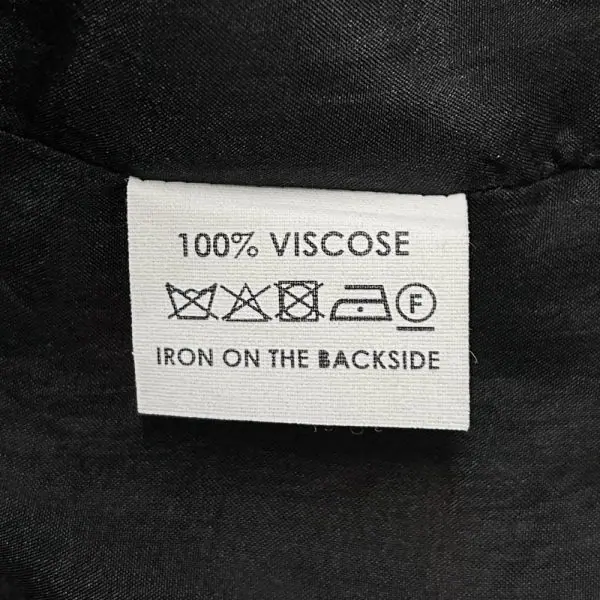 100% VISCOSE
F
IRON ON THE BACKSIDE